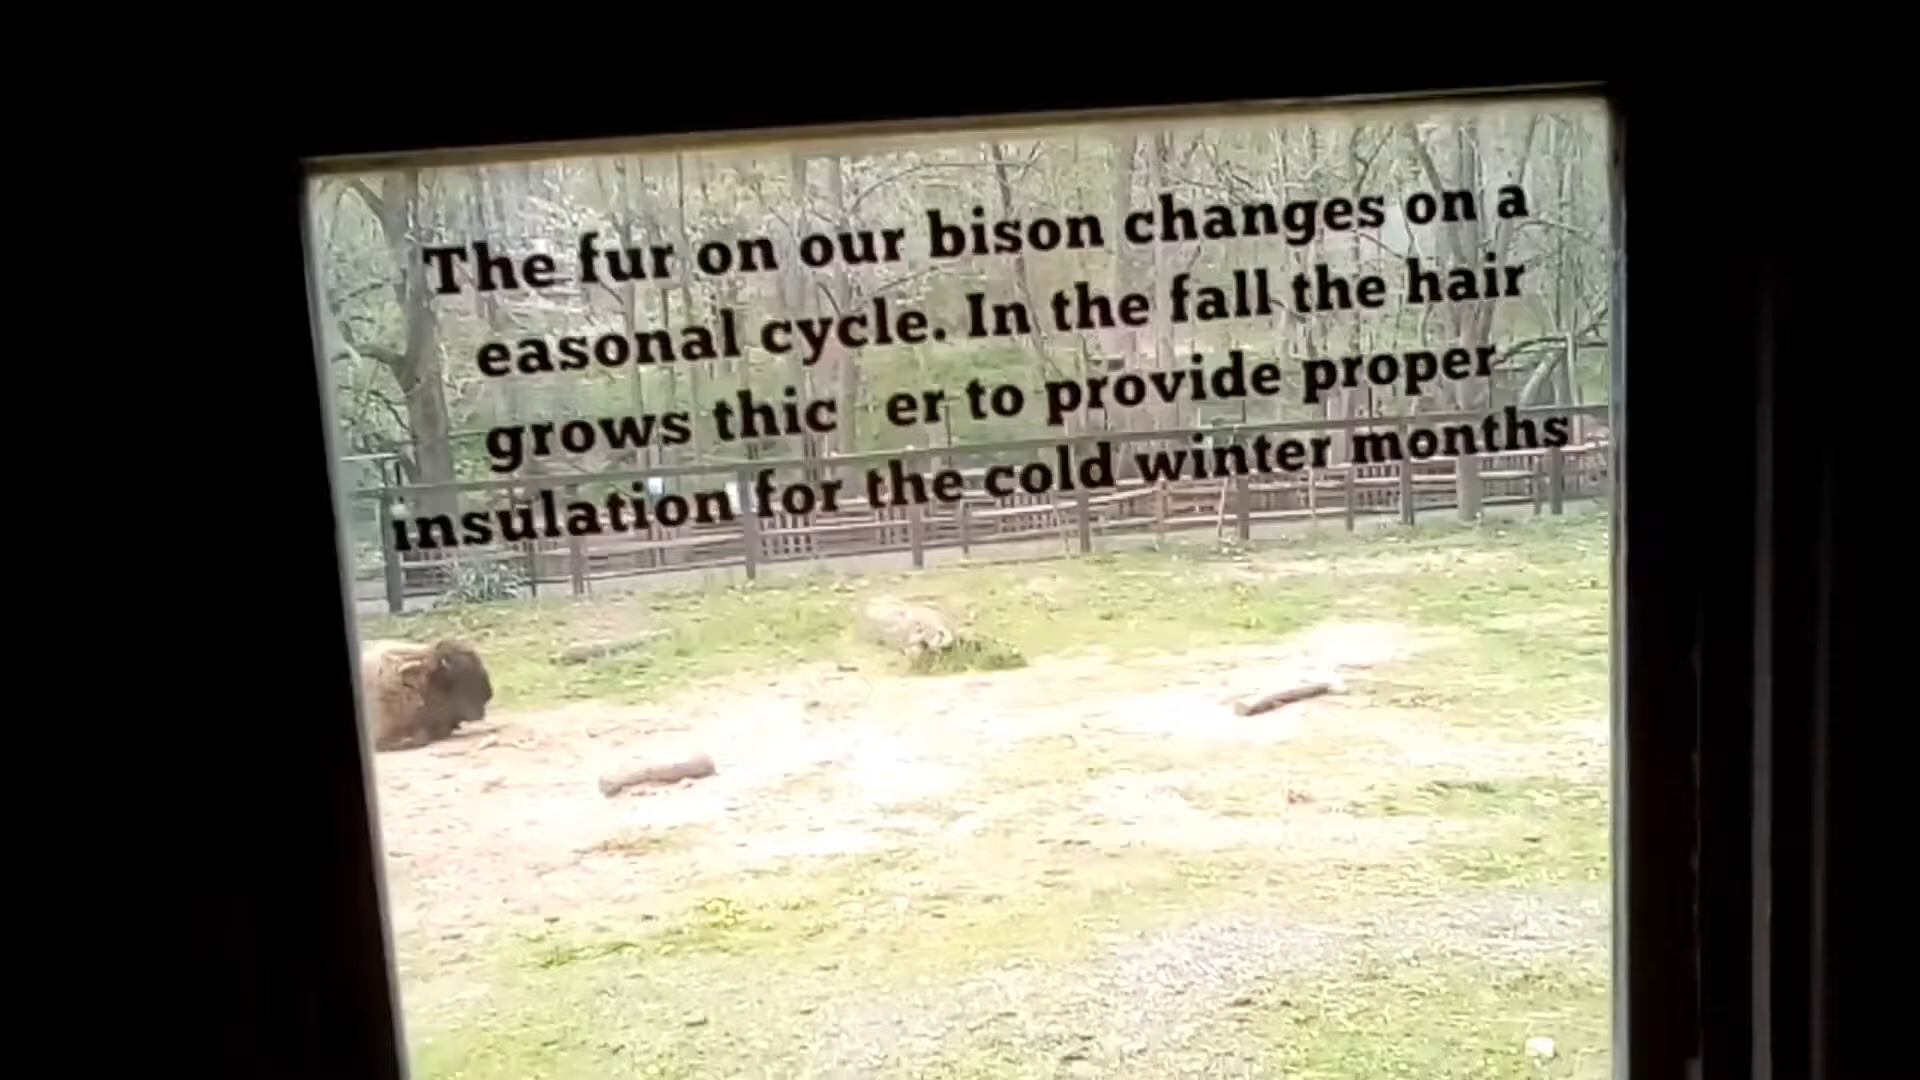 The fur on our bison changes on a
easonal cycle. In the fall the hair
grows thic er to provide proper
insulation for the cold winter months